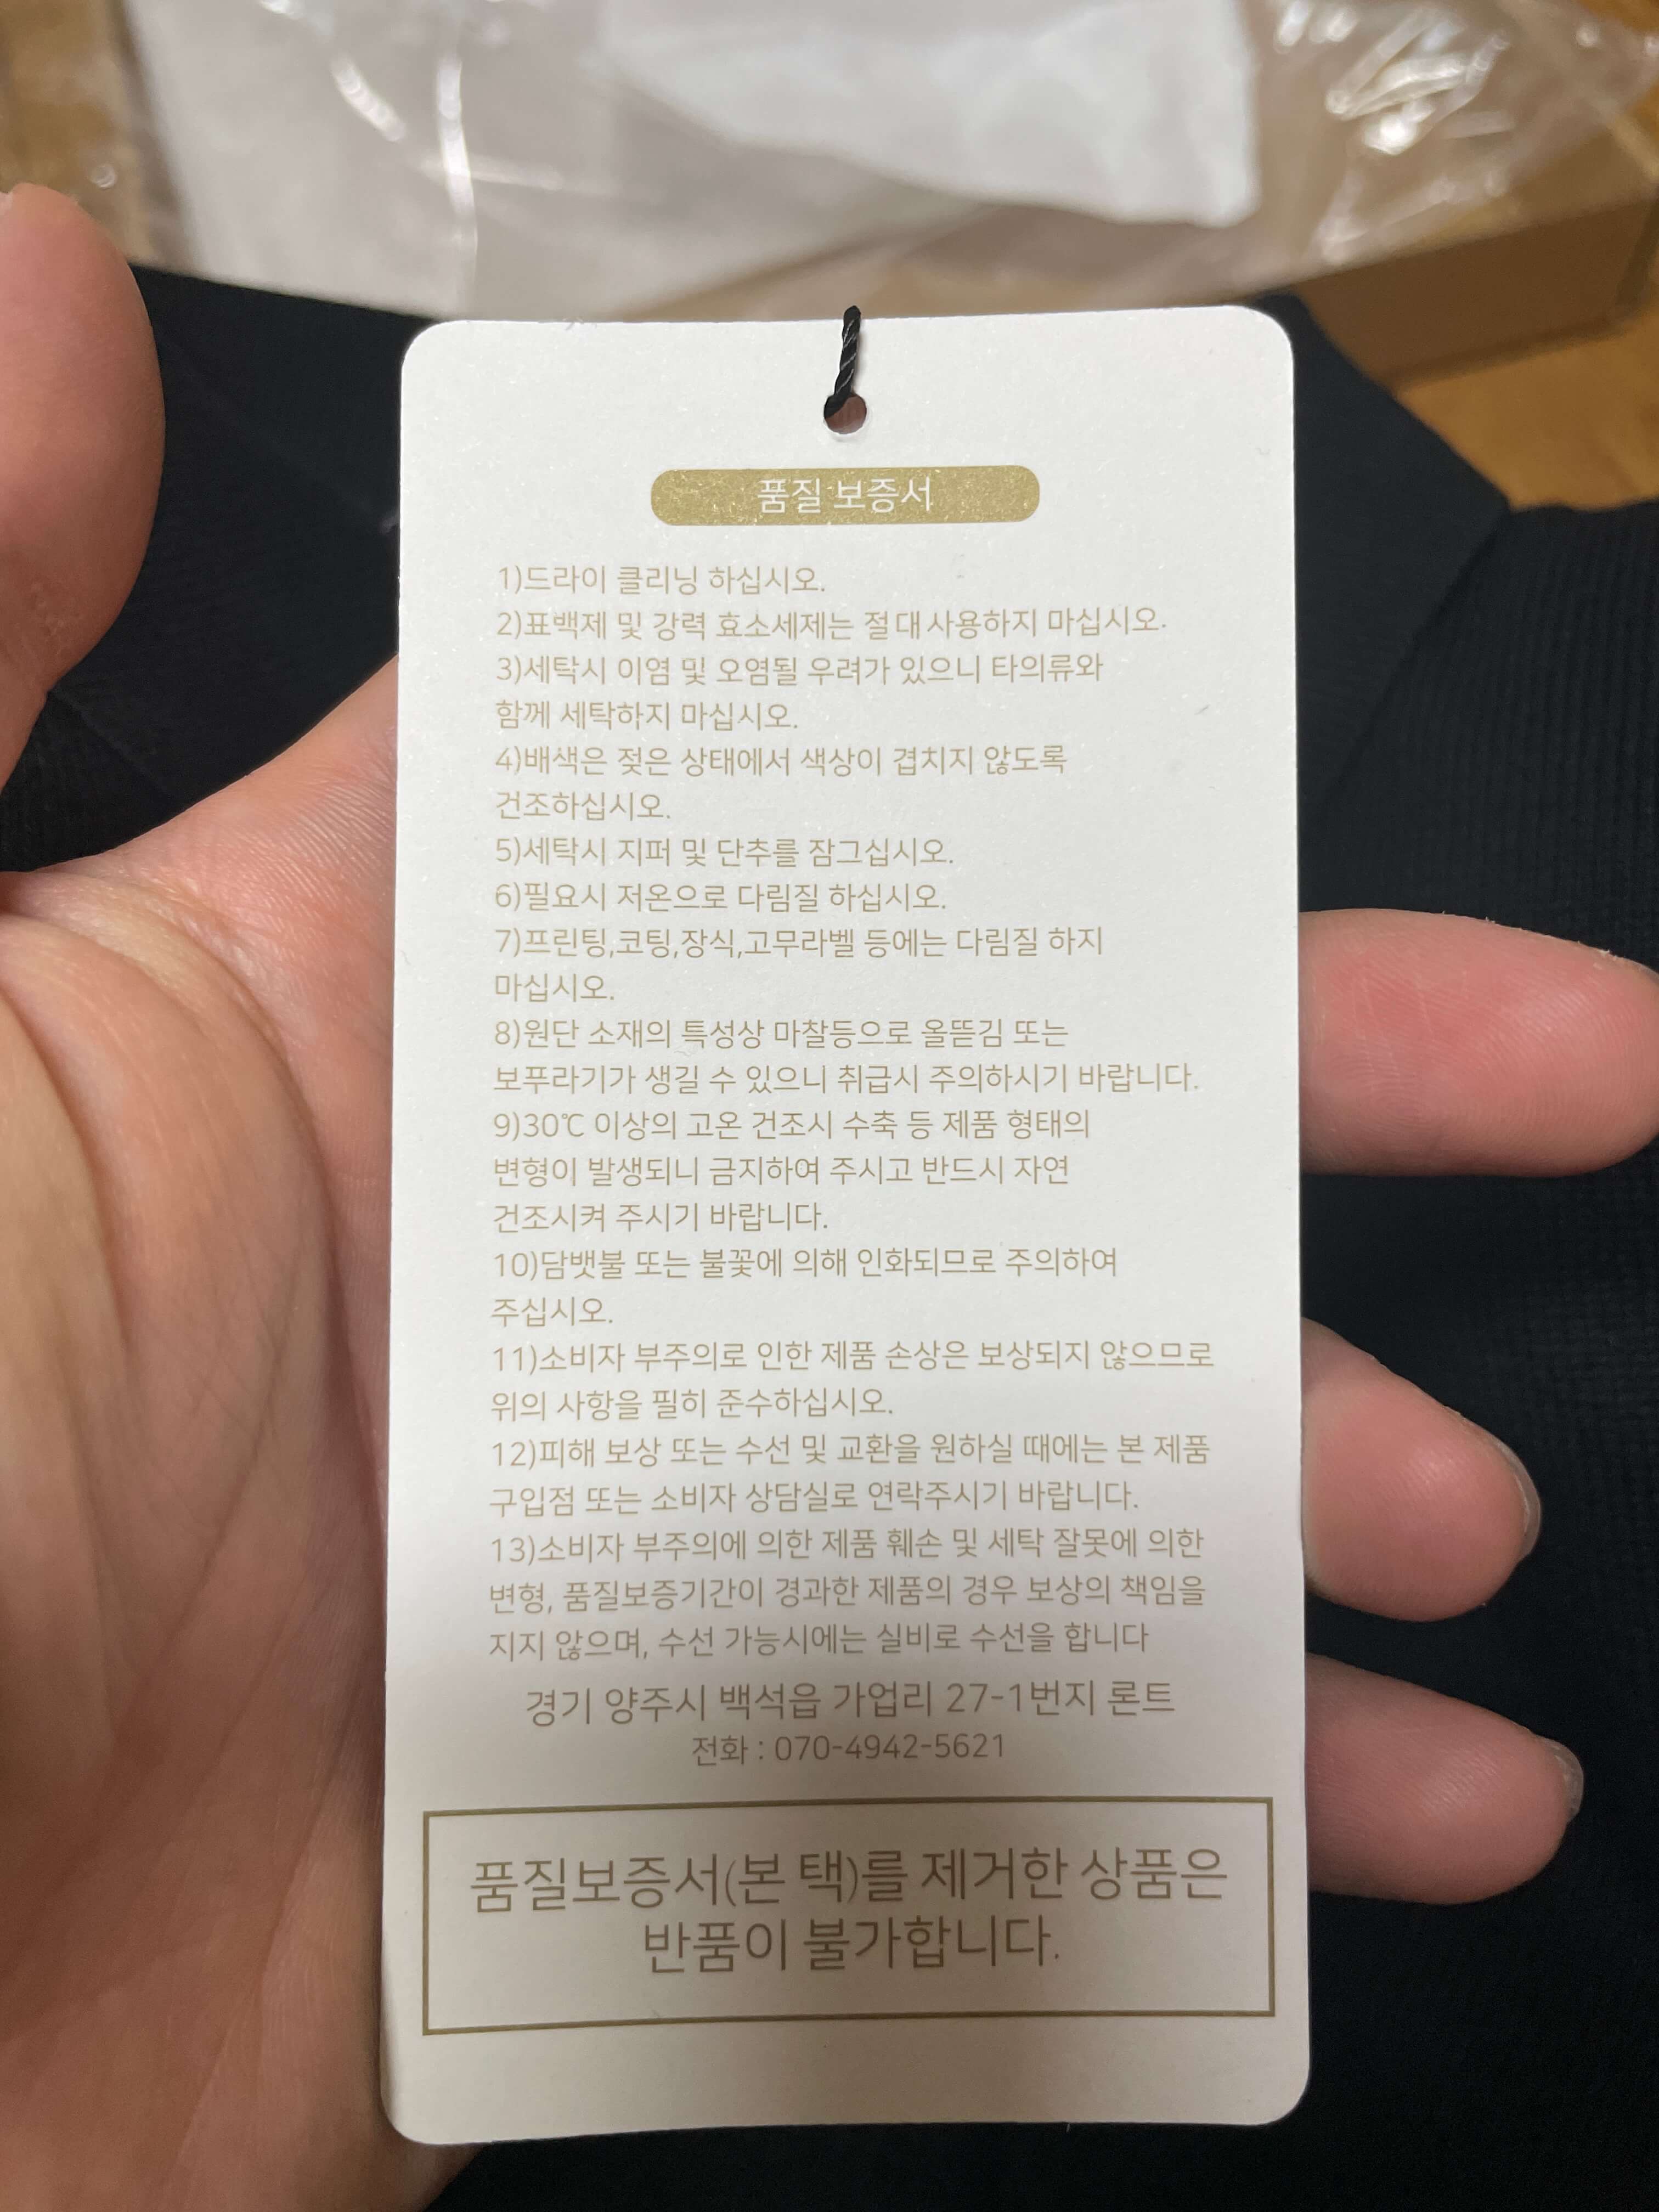 품질 보증서
1)드라이 클리닝 하십시오.
2)표백제 및 강력 효소세제는 절대사용하지 마십시오.
3)세탁시 이염 및 오염될 우려가 있으니 타의류와
함께 세탁하지 마십시오.
4)배색은 젖은 상태에서 색상이 겹치지 않도록
건조하십시오.
5)세탁시 지퍼 및 단추를 잠그십시오.
6)필요시 저온으로 다림질 하십시오.
7)프린팅,코팅,장식,고무라벨 등에는 다림질 하지
마십시오.
8)원단 소재의 특성상 마찰등으로 올뜯김 또는
보푸라기가 생길 수 있으니 취급시 주의하시기 바랍니다.
9)30℃ 이상의 고온 건조시 수축 등 제품 형태의
변형이 발생되니 금지하여 주시고 반드시 자연
건조시켜 주시기 바랍니다.
10)담뱃불 또는 불꽃에 의해 인화되므로 주의하여
주십시오.
11)소비자 부주의로 인한 제품 손상은 보상되지 않으므로
위의 사항을 필히 준수하십시오.
12)피해 보상 또는 수선 및 교환을 원하실 때에는 본 제품
구입점 또는 소비자 상담실로 연락주시기 바랍니다.
13)소비자 부주의에 의한 제품 훼손 및 세탁 잘못에 의한
변형, 품질보증기간이 경과한 제품의 경우 보상의 책임을
지지 않으며, 수선 가능시에는 실비로 수선을 합니다
경기 양주시 백석읍 가업리 27-1번지 론트
전화 : 070-4942-5621
품질보증서(본 택)를 제거한 상품은
반품이 불가합니다.